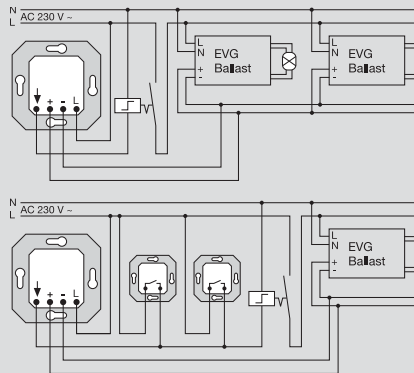 N
L AC 230 V ~
+ - L
L
N EVG
+ Ballast
-
L
N EVG
+ Ballast
-
N
L AC 230 V ~
+ - L
L
N EVG
+ Ballast
-